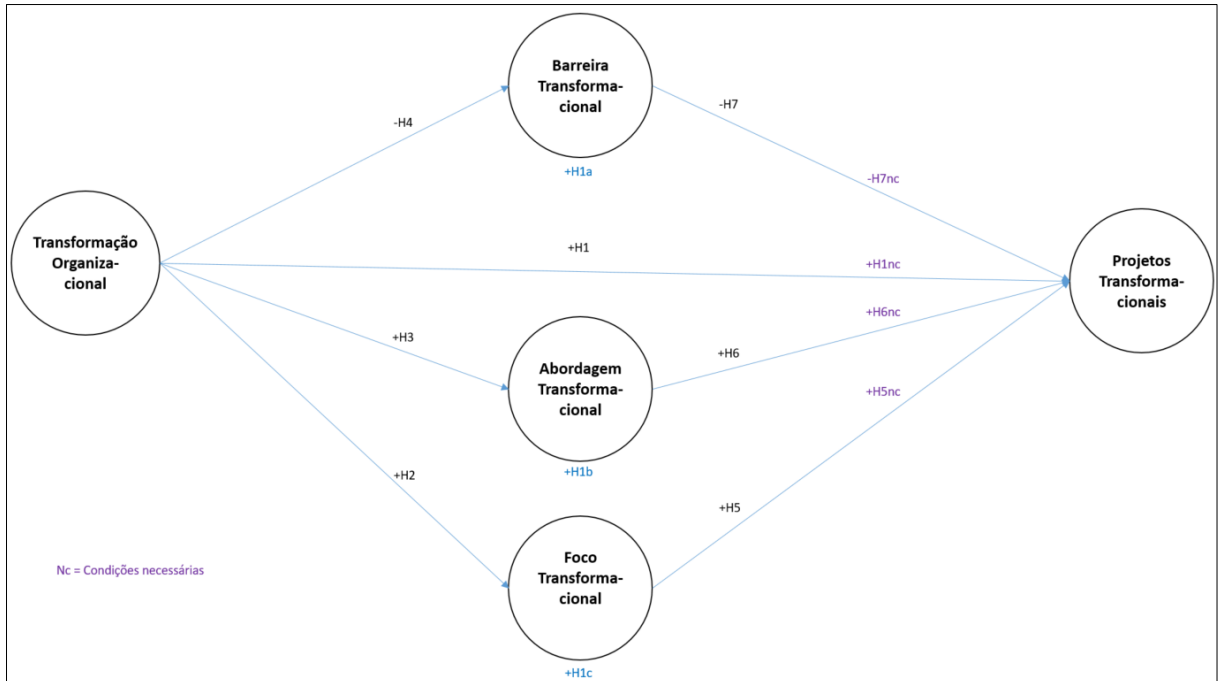 Barreira
Transforma-
cional
-H7
-H4
+H1a
-H7nc
Transformação
Organiza-
cional
+H1
+H1nc
Projetos
Transforma-
cionais
+H6nc
+H3
+H6
Abordagem
Transforma-
cional
+H5nc
+H1b
+H2
+H5
Foco
Transforma-
cional
Nc = Condições necessárias
+H1c